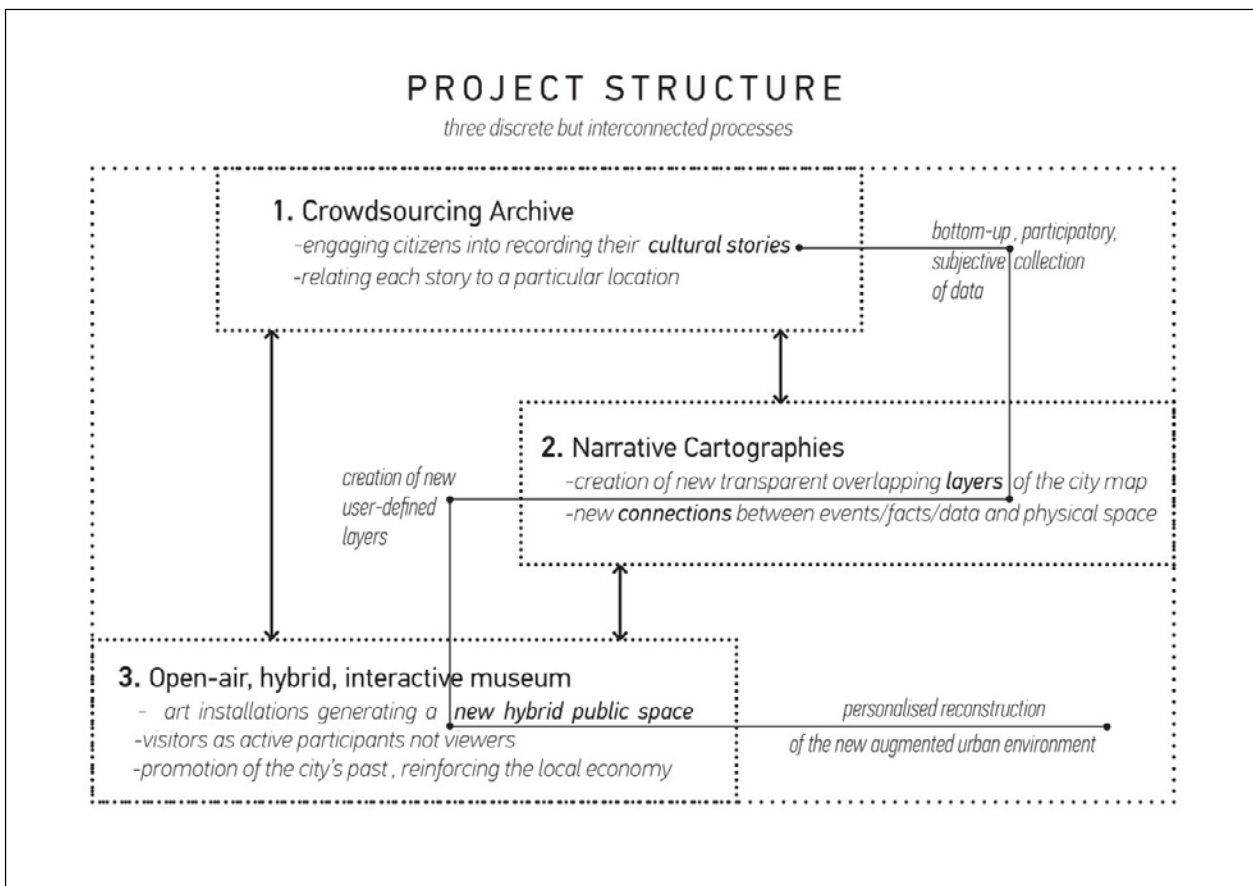 PROJECT STRUCTURE
three discrete but interconnected processes
1. Crowdsourcing Archive
-engaging citizens into recording their cultural stories
-relating each story to a particular location
bottom-up, participatory,
subjective collection
of data
2. Narrative Cartographies
-creation of new transparent overlapping layers of the city map
-new connections between events/facts/data and physical space
creation of new
user-defined
layers
3. Open-air, hybrid, interactive museum
- art installations generating a new hybrid public space
-visitors as active participants not viewers
-promotion of the city's past, reinforcing the local economy
personalised reconstruction
of the new augmented urban environment